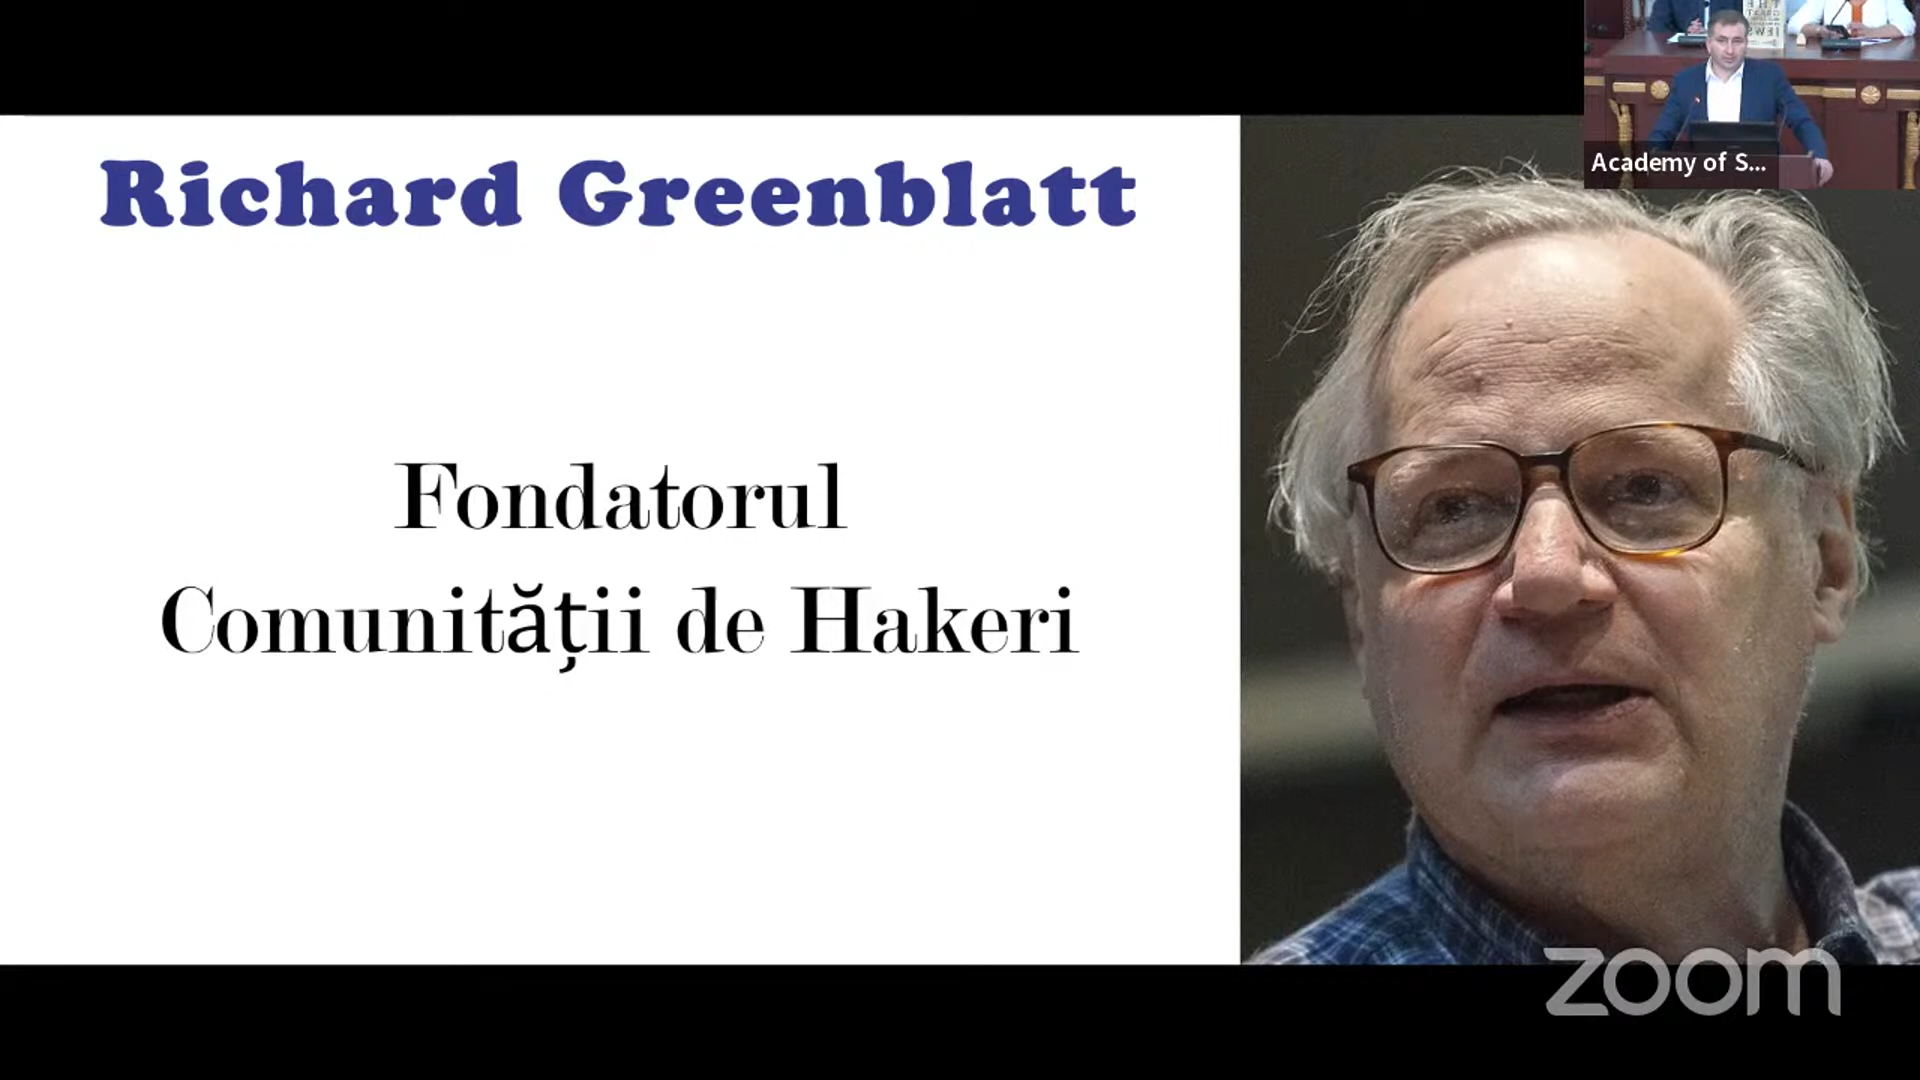 Richard Greenblatt
Fondatorul
Comunității de Hakeri
Academy of S...
zoom